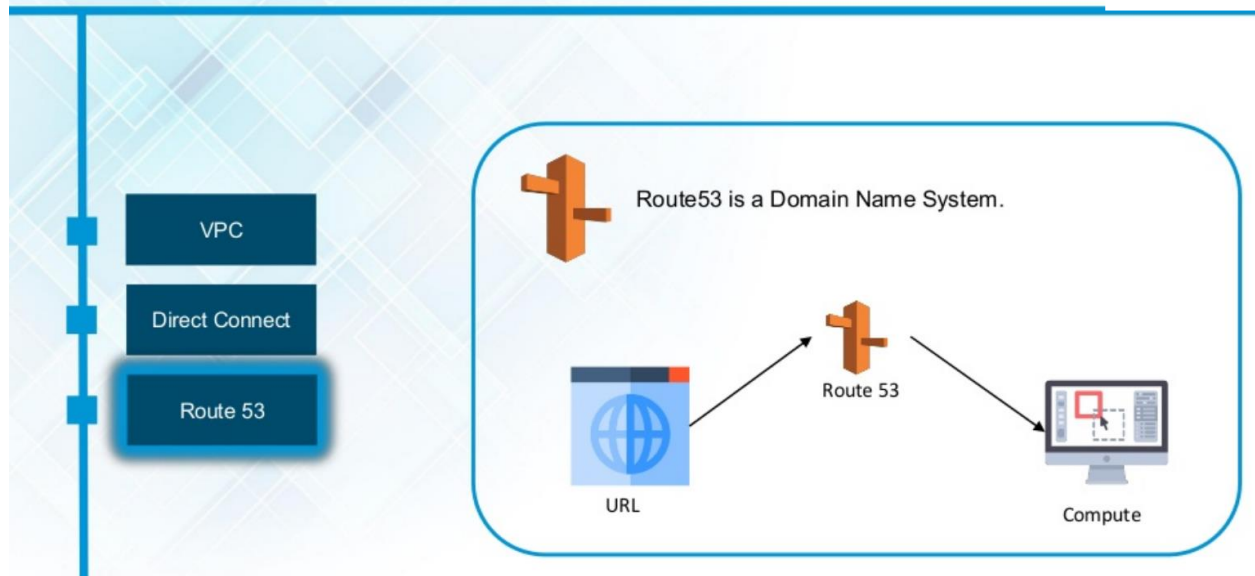 VPC
Direct Connect
Route 53
Route53 is a Domain Name System.
Route 53
URL
Compute